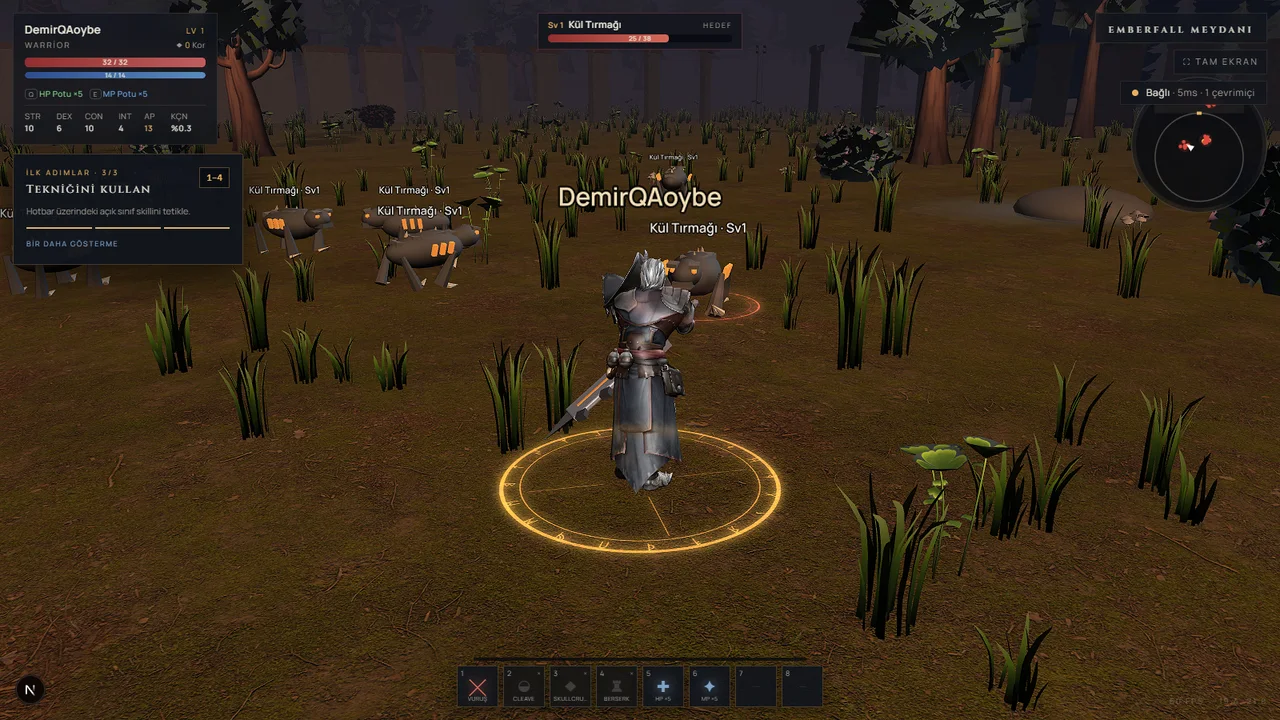 DemirQAoybe
LV 1
WARRIOR
◆ 0 Kor
32 / 32
14 / 14
Q HP Potu ×5 E MP Potu ×5
STR DEX CON INT AP KÇN
10 6 10 4 13 %0.3
İLK ADIMLAR · 3/3
TEKNİĞİNİ KULLAN
1–4
Hotbar üzerindeki açık sınıf skillini tetikle.
BİR DAHA GÖSTERME
Sv 1 Kül Tırmağı HEDEF
25 / 38
EMBERFALL MEYDANI
TAM EKRAN
Bağlı · 5ms · 1 çevrimiçi
Kül Tırmağı · Sv1
DemirQAoybe
Kül Tırmağı · Sv1
Kül Tırmağı · Sv1
Kül Tırmağı · Sv1
Kül Tırmağı · Sv1
Kü
1 VURUŞ
2 CLEAVE
3 SKULLCRU…
4 BERSERK
5 HP ×5
6 MP ×5
7
8
N